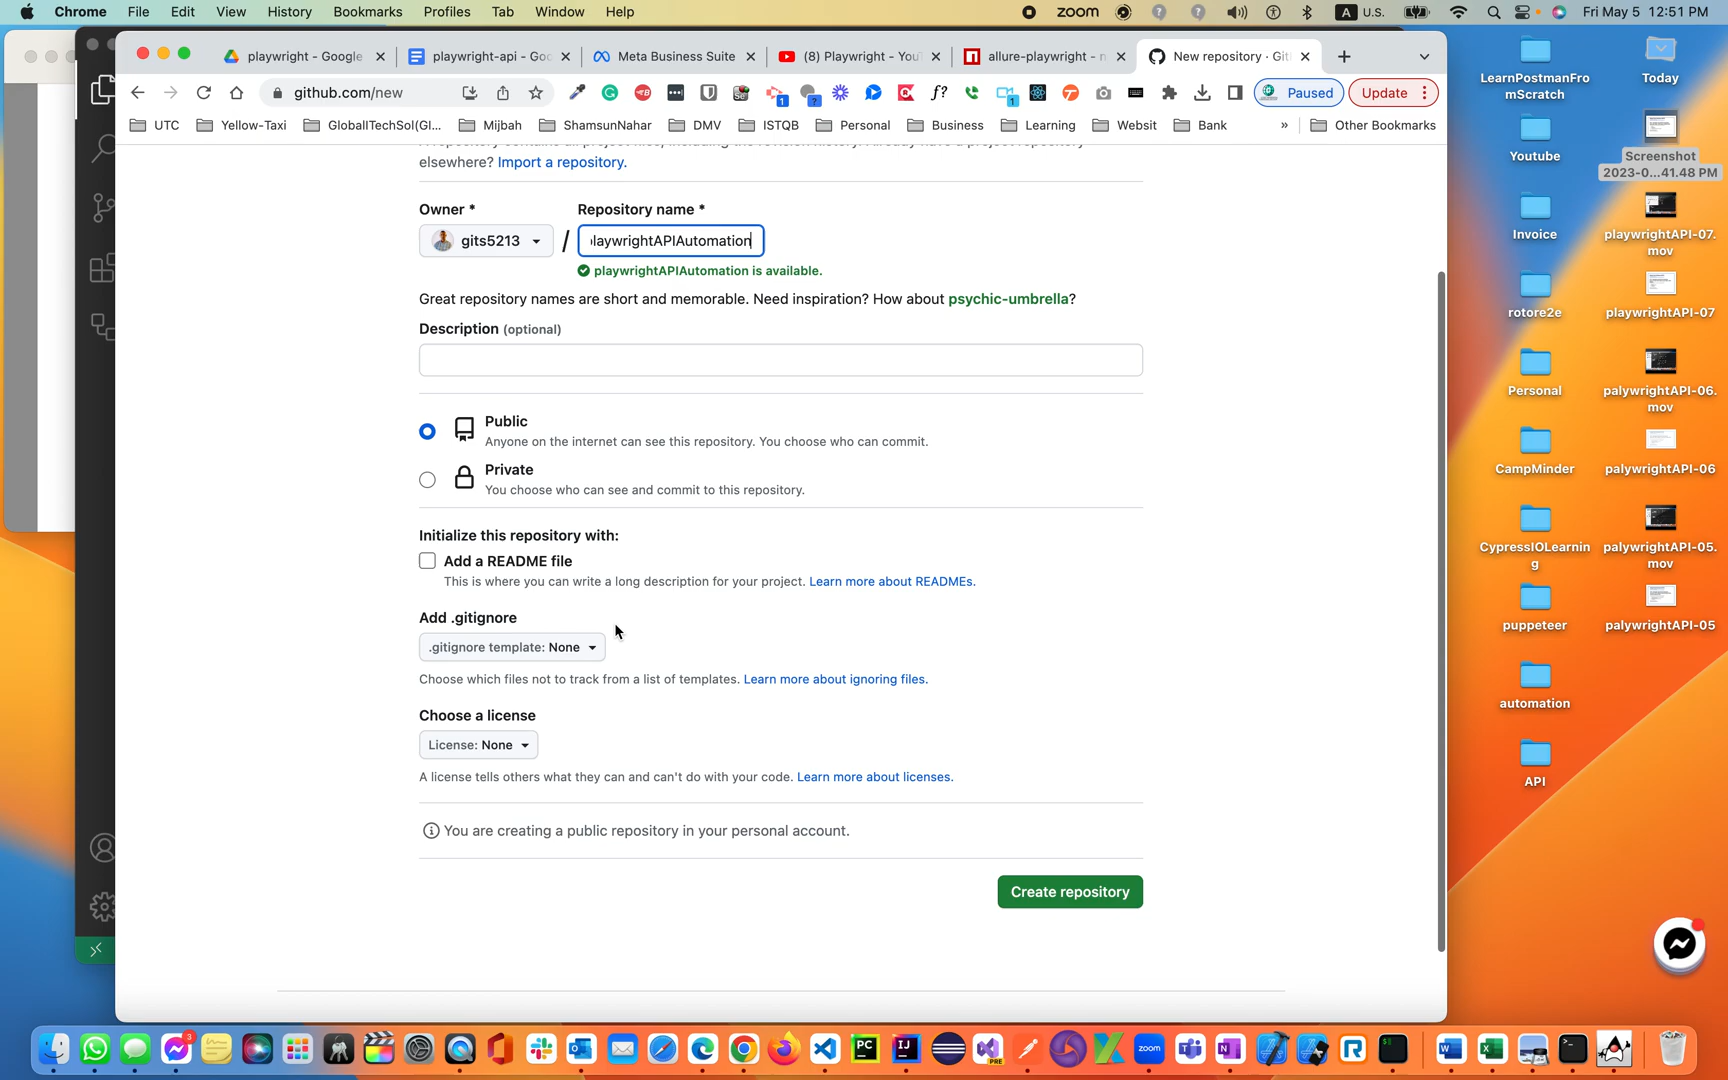 Chrome File Edit View History Bookmarks Profiles Tab Window Help
zoom A U.S. Fri May 5 12:51 PM
playwright - Google
playwright-api - Goo
Meta Business Suite
(8) Playwright - YouT
allure-playwright - n
New repository · Git
github.com/new
Paused
Update
UTC Yellow-Taxi GloballTechSol(Gl... Mijbah ShamsunNahar DMV ISTQB Personal Business Learning Websit Bank » Other Bookmarks
elsewhere? Import a repository.
Owner * Repository name *
gits5213 / laywrightAPIAutomation
playwrightAPIAutomation is available.
Great repository names are short and memorable. Need inspiration? How about psychic-umbrella?
Description (optional)
Public
Anyone on the internet can see this repository. You choose who can commit.
Private
You choose who can see and commit to this repository.
Initialize this repository with:
Add a README file
This is where you can write a long description for your project. Learn more about READMEs.
Add .gitignore
.gitignore template: None
Choose which files not to track from a list of templates. Learn more about ignoring files.
Choose a license
License: None
A license tells others what they can and can't do with your code. Learn more about licenses.
You are creating a public repository in your personal account.
Create repository
LearnPostmanFro
mScratch
Youtube
Invoice
rotore2e
Personal
CampMinder
CypressIOLearnin
g
puppeteer
automation
API
Today
Screenshot
2023-0...41.48 PM
playwrightAPI-07.
mov
playwrightAPI-07
palywrightAPI-06.
mov
palywrightAPI-06
palywrightAPI-05.
mov
palywrightAPI-05
3
PC
IJ
PRE
zoom